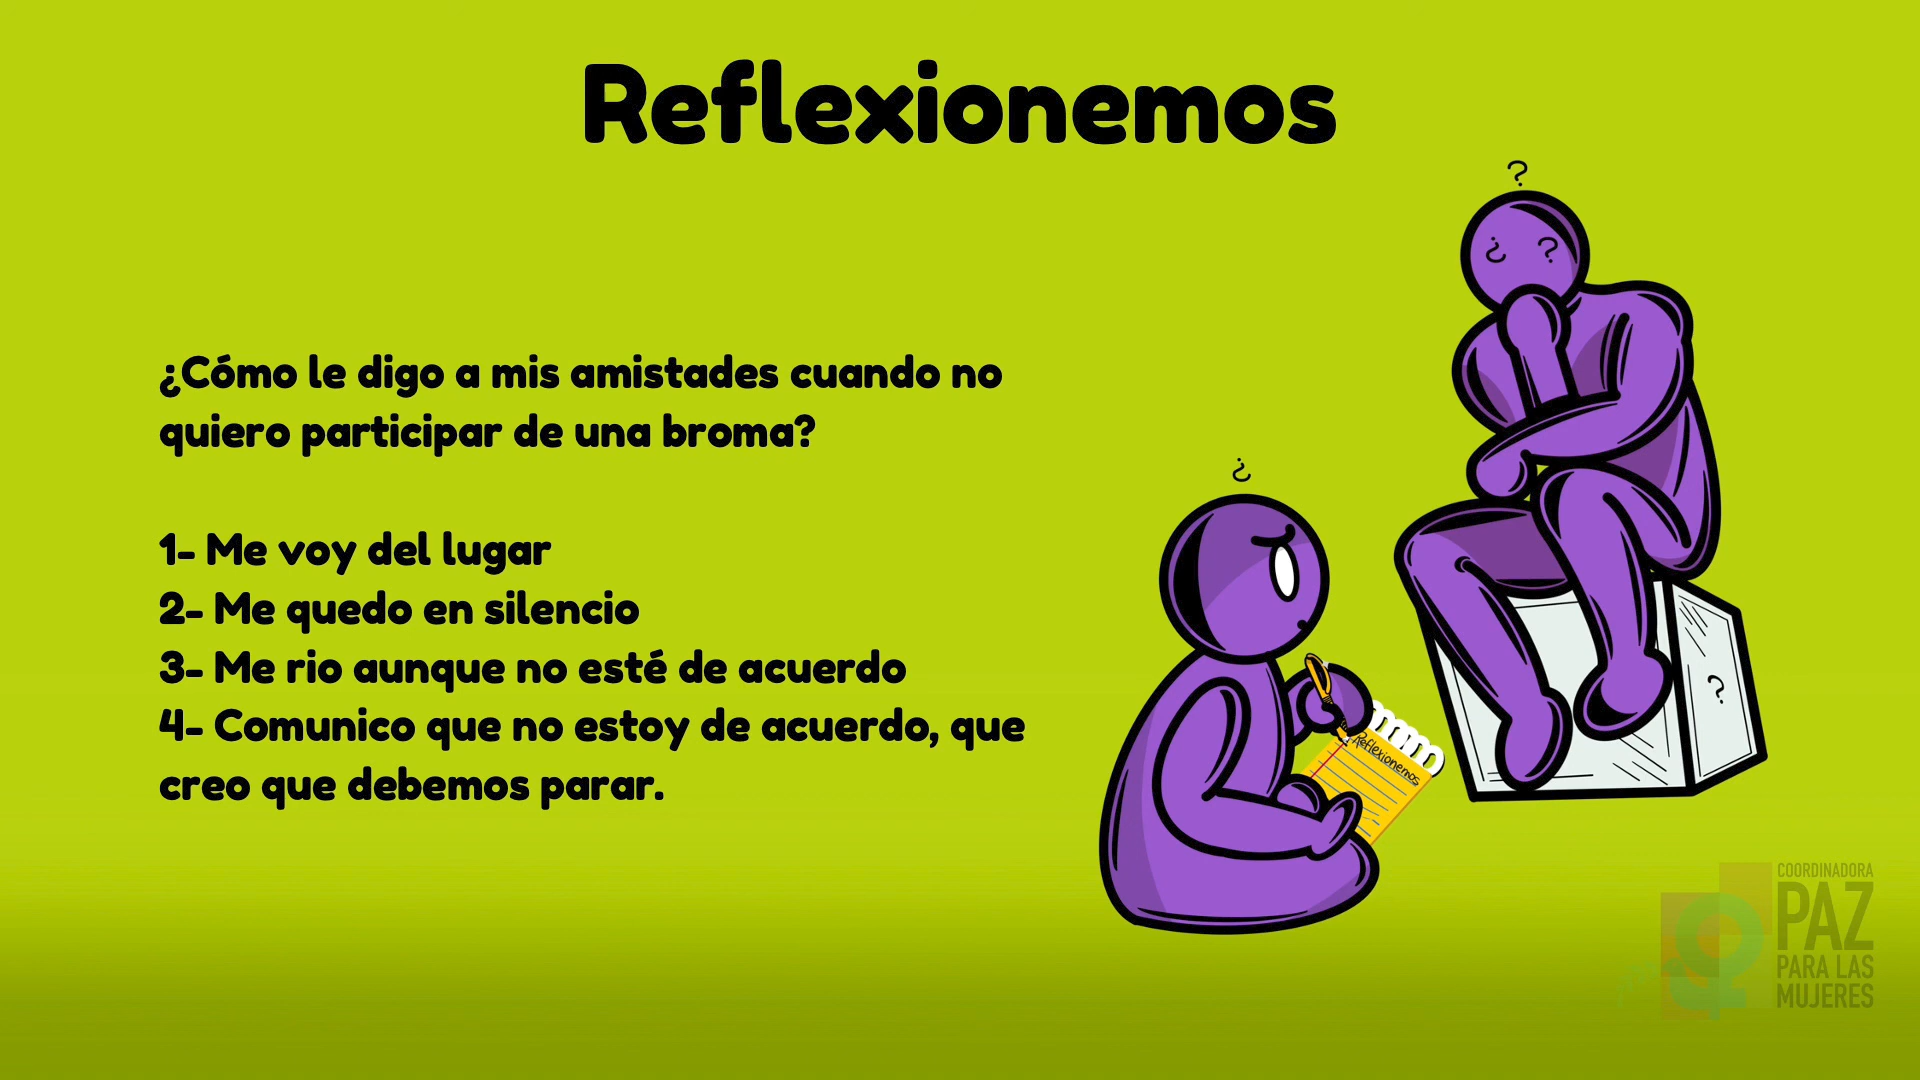 Reflexionemos
¿Cómo le digo a mis amistades cuando no
quiero participar de una broma?
1- Me voy del lugar
2- Me quedo en silencio
3- Me rio aunque no esté de acuerdo
4- Comunico que no estoy de acuerdo, que
creo que debemos parar.
?
¿ ?
¿
Reflexionemos
?
COORDINADORA
PAZ
PARA LAS
MUJERES